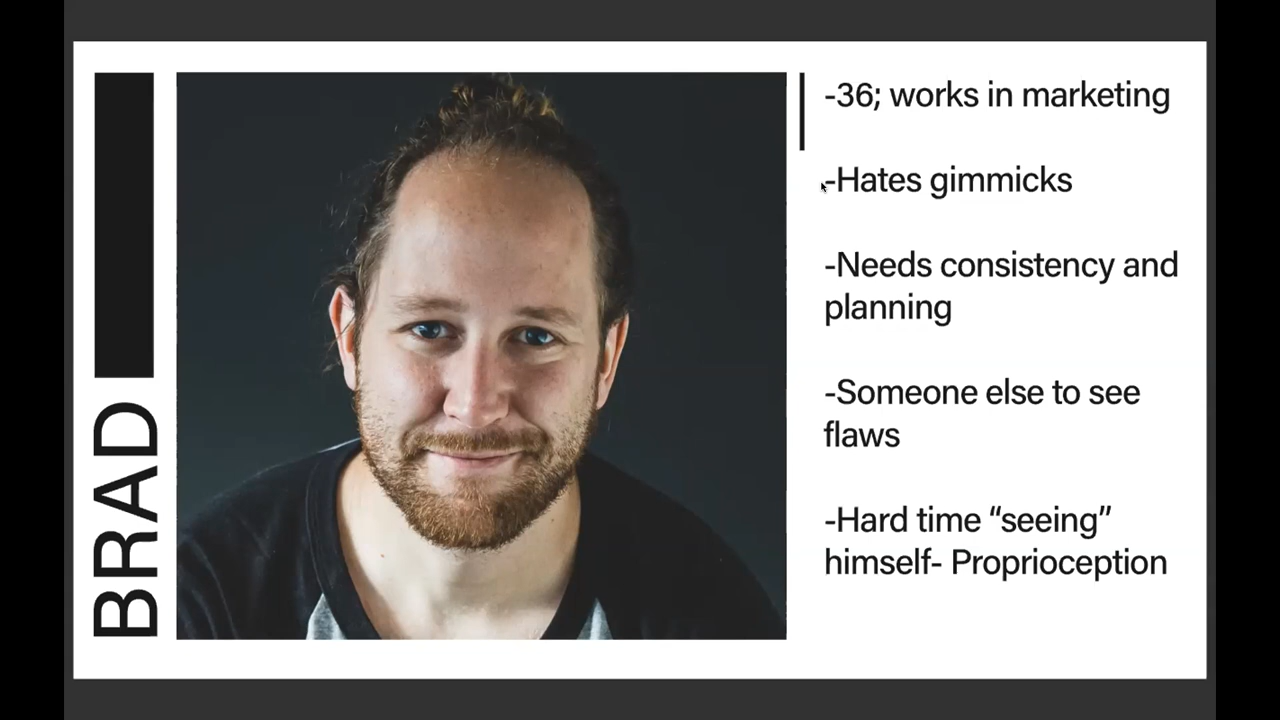 BRAD
-36; works in marketing
-Hates gimmicks
-Needs consistency and
planning
-Someone else to see
flaws
-Hard time “seeing”
himself- Proprioception